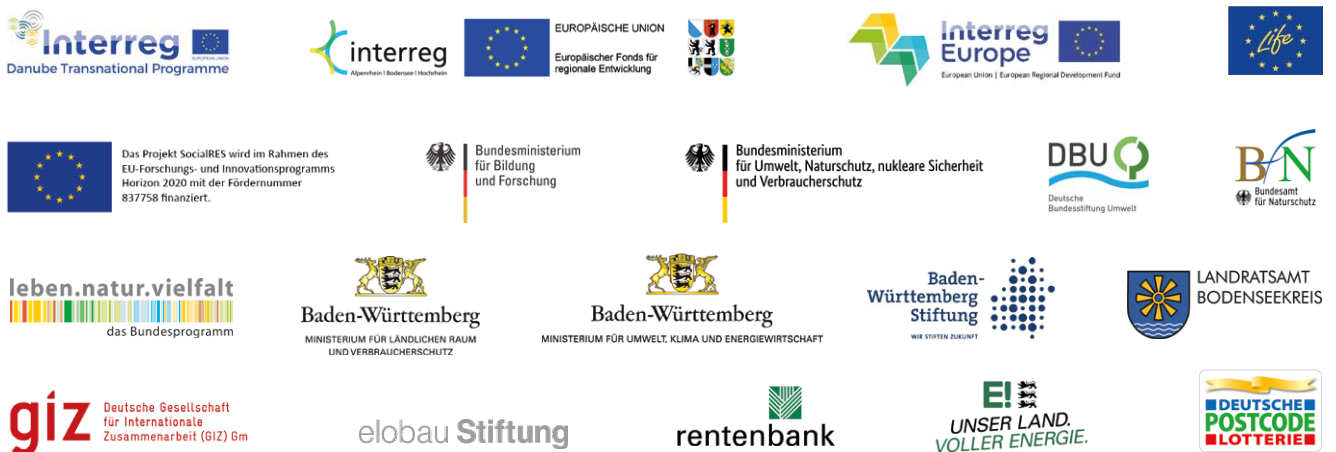 Interreg
EUROPEAN UNION
Danube Transnational Programme
interreg
Alpenrhein | Bodensee | Hochrhein
EUROPÄISCHE UNION
Europäischer Fonds für
regionale Entwicklung
Interreg
Europe
EUROPEAN UNION
European Union | European Regional Development Fund
Life
Das Projekt SocialRES wird im Rahmen des
EU-Forschungs- und Innovationsprogramms
Horizon 2020 mit der Fördernummer
837758 finanziert.
Bundesministerium
für Bildung
und Forschung
Bundesministerium
für Umwelt, Naturschutz, nukleare Sicherheit
und Verbraucherschutz
DBU
Deutsche
Bundesstiftung Umwelt
BfN
Bundesamt
für Naturschutz
leben.natur.vielfalt
das Bundesprogramm
Baden-Württemberg
MINISTERIUM FÜR LÄNDLICHEN RAUM
UND VERBRAUCHERSCHUTZ
Baden-Württemberg
MINISTERIUM FÜR UMWELT, KLIMA UND ENERGIEWIRTSCHAFT
Baden-
Württemberg
Stiftung
WIR STIFTEN ZUKUNFT
LANDRATSAMT
BODENSEEKREIS
giz
Deutsche Gesellschaft
für Internationale
Zusammenarbeit (GIZ) Gm
elobau Stiftung
rentenbank
E!
UNSER LAND.
VOLLER ENERGIE.
DEUTSCHE
POSTCODE
LOTTERIE